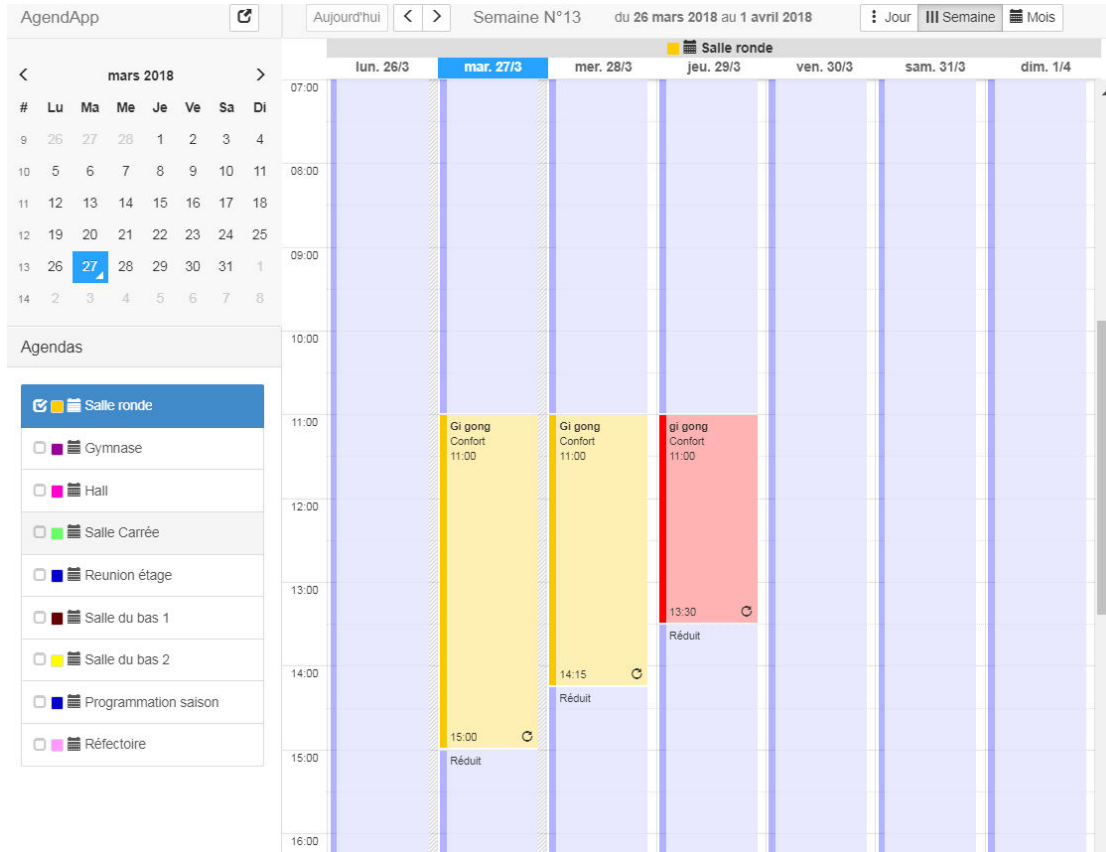 AgendApp
Aujourd'hui
Semaine N°13
du 26 mars 2018 au 1 avril 2018
Jour
Semaine
Mois
Salle ronde
mars 2018
# Lu Ma Me Je Ve Sa Di
9 26 27 28 1 2 3 4
10 5 6 7 8 9 10 11
11 12 13 14 15 16 17 18
12 19 20 21 22 23 24 25
13 26 27 28 29 30 31 1
14 2 3 4 5 6 7 8
Agendas
Salle ronde
Gymnase
Hall
Salle Carrée
Reunion étage
Salle du bas 1
Salle du bas 2
Programmation saison
Réfectoire
lun. 26/3 mar. 27/3 mer. 28/3 jeu. 29/3 ven. 30/3 sam. 31/3 dim. 1/4
07:00
08:00
09:00
10:00
11:00
12:00
13:00
14:00
15:00
16:00
Gi gong
Confort
11:00
15:00
Réduit
Gi gong
Confort
11:00
14:15
Réduit
gi gong
Confort
11:00
13:30
Réduit